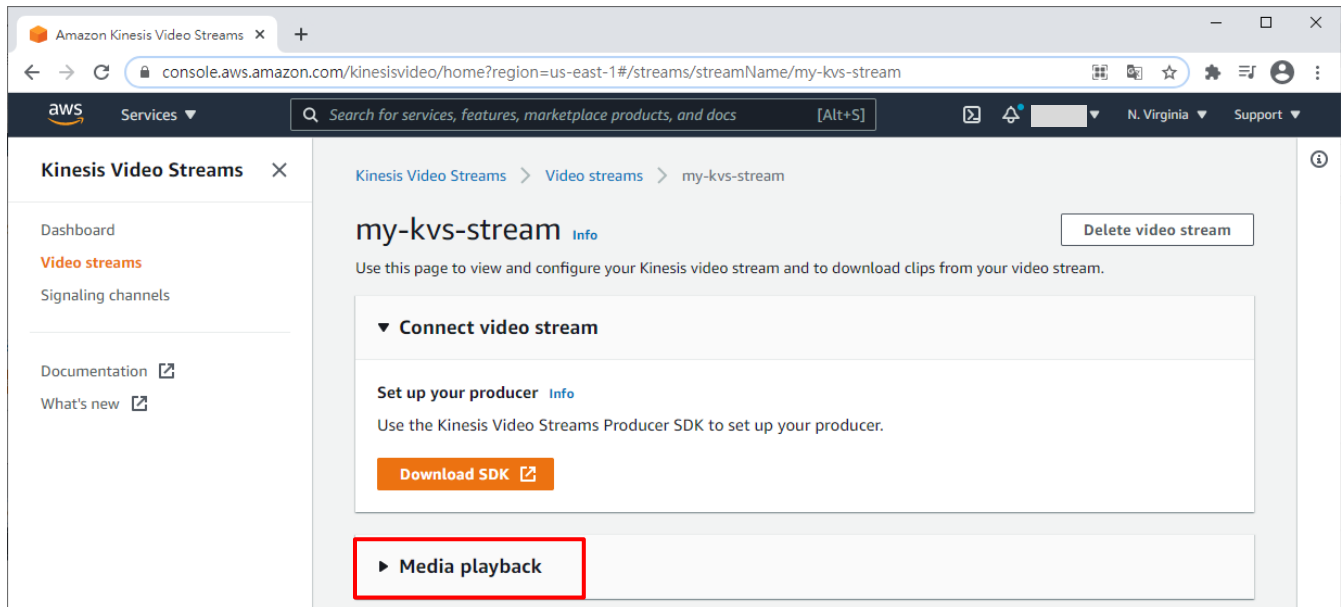 Amazon Kinesis Video Streams
console.aws.amazon.com/kinesisvideo/home?region=us-east-1#/streams/streamName/my-kvs-stream
aws Services Search for services, features, marketplace products, and docs [Alt+S] N. Virginia Support
Kinesis Video Streams
Dashboard
Video streams
Signaling channels
Documentation
What's new
Kinesis Video Streams > Video streams > my-kvs-stream
my-kvs-stream Info
Delete video stream
Use this page to view and configure your Kinesis video stream and to download clips from your video stream.
Connect video stream
Set up your producer Info
Use the Kinesis Video Streams Producer SDK to set up your producer.
Download SDK
Media playback